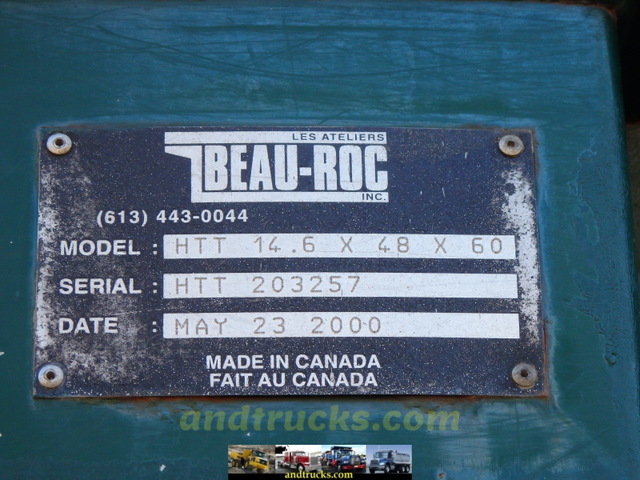 LES ATELIERS
BEAU-ROC
INC.
(613) 443-0044
MODEL : HTT 14.6 X 48 X 60
SERIAL : HTT 203257
DATE : MAY 23 2000
MADE IN CANADA
FAIT AU CANADA
andtrucks.com
andtrucks.com